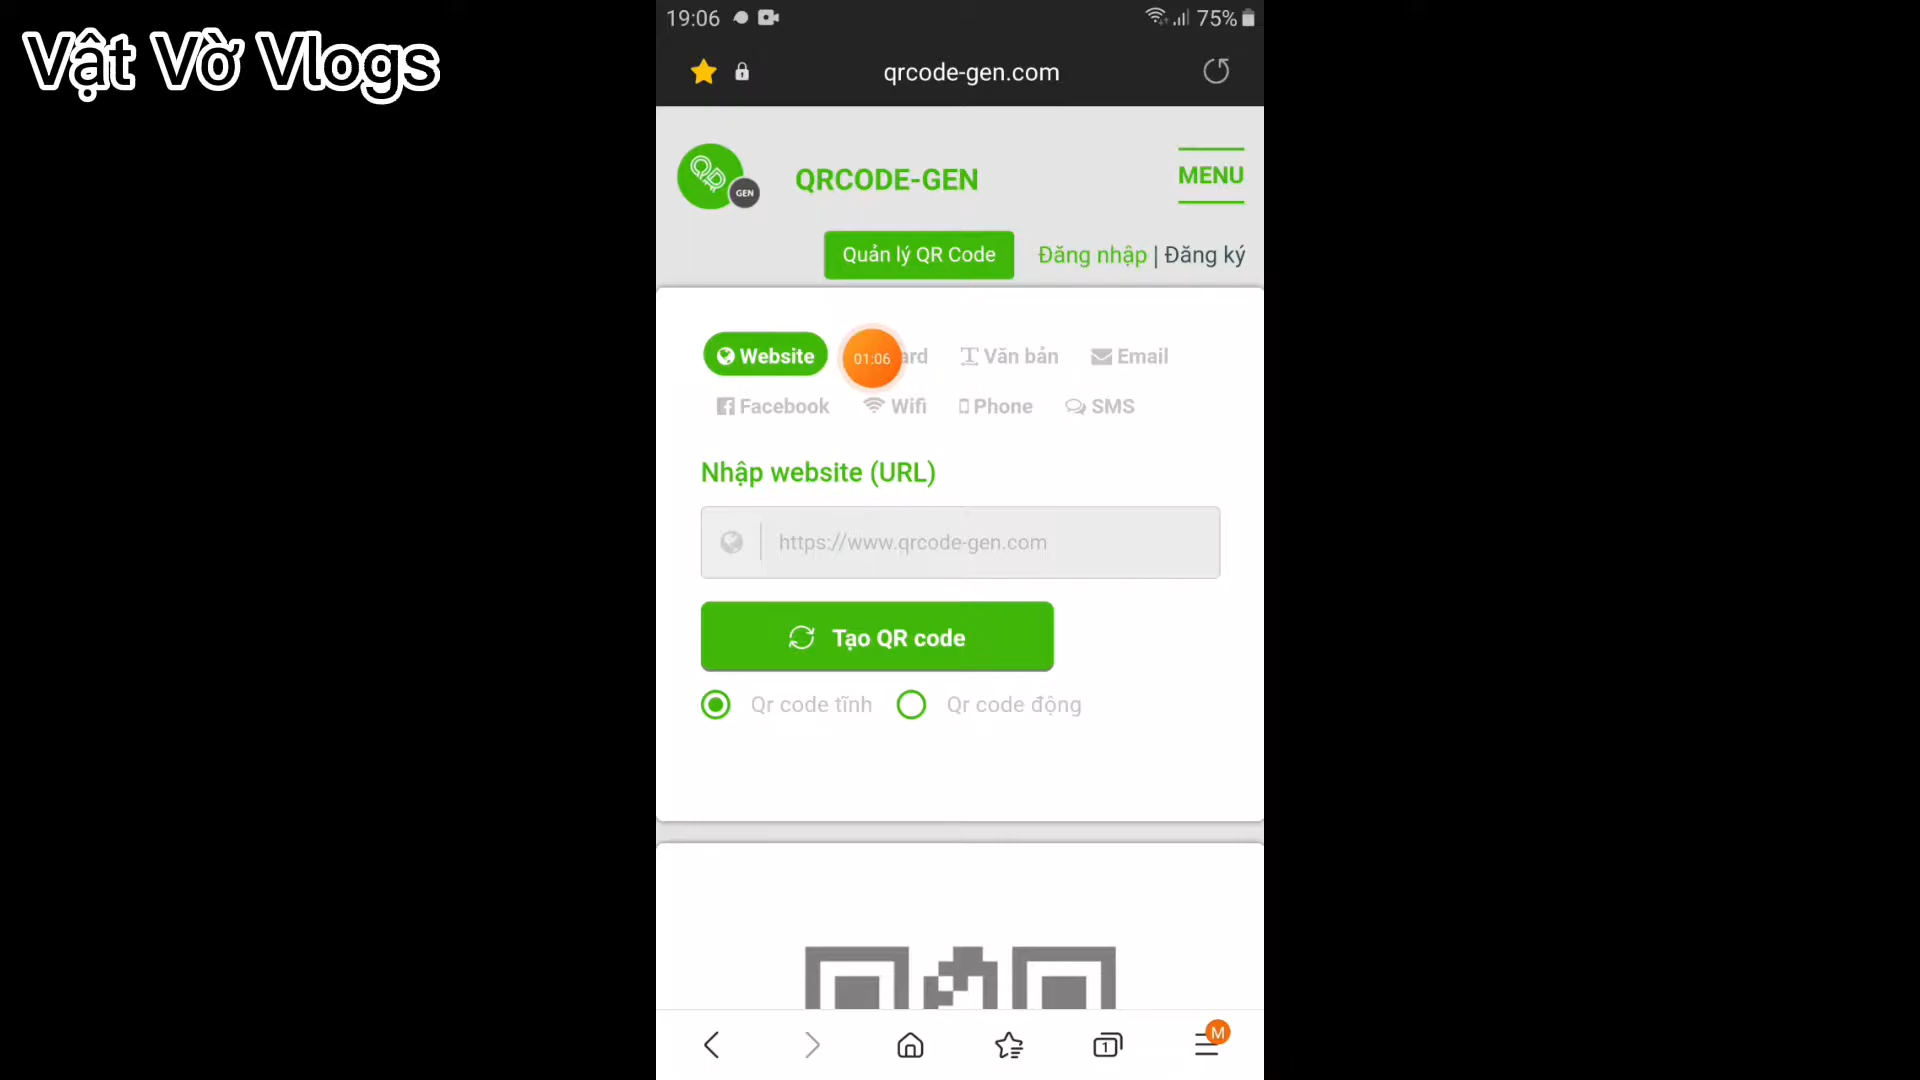 Vật Vờ Vlogs
19:06
75%
qrcode-gen.com
GEN
QRCODE-GEN
MENU
Quản lý QR Code
Đăng nhập | Đăng ký
Website
01:06
ard
Văn bản
Email
Facebook
Wifi
Phone
SMS
Nhập website (URL)
https://www.qrcode-gen.com
Tạo QR code
Qr code tĩnh
Qr code động
1
M